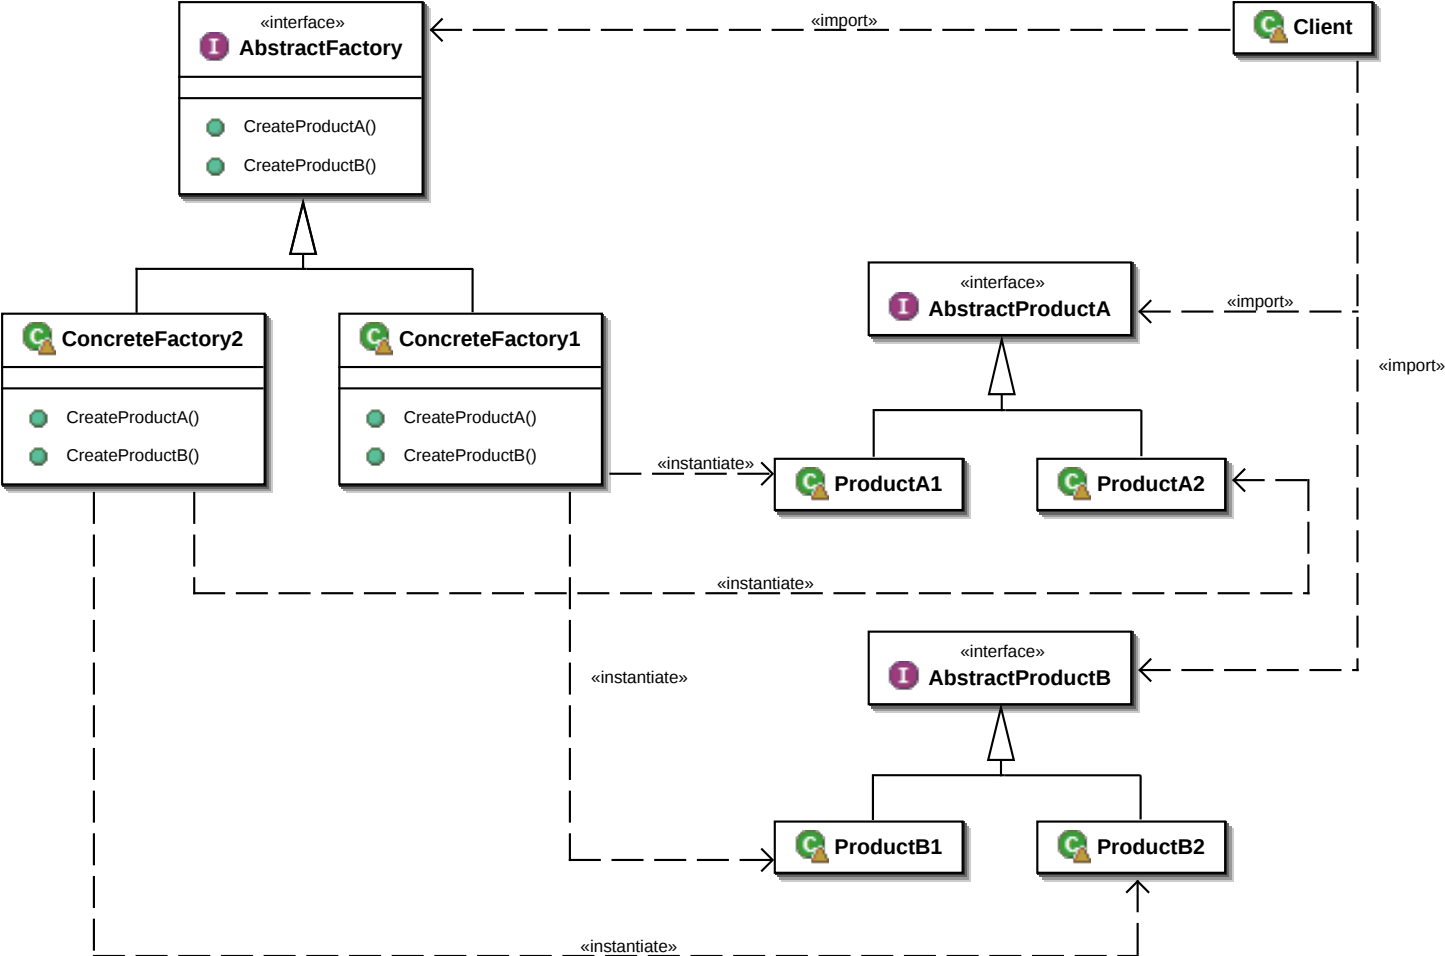 «interface»
AbstractFactory
CreateProductA()
CreateProductB()
«import»
Client
ConcreteFactory2
CreateProductA()
CreateProductB()
ConcreteFactory1
CreateProductA()
CreateProductB()
«interface»
AbstractProductA
«import»
«import»
«instantiate»
ProductA1
ProductA2
«instantiate»
«interface»
AbstractProductB
«instantiate»
ProductB1
ProductB2
«instantiate»